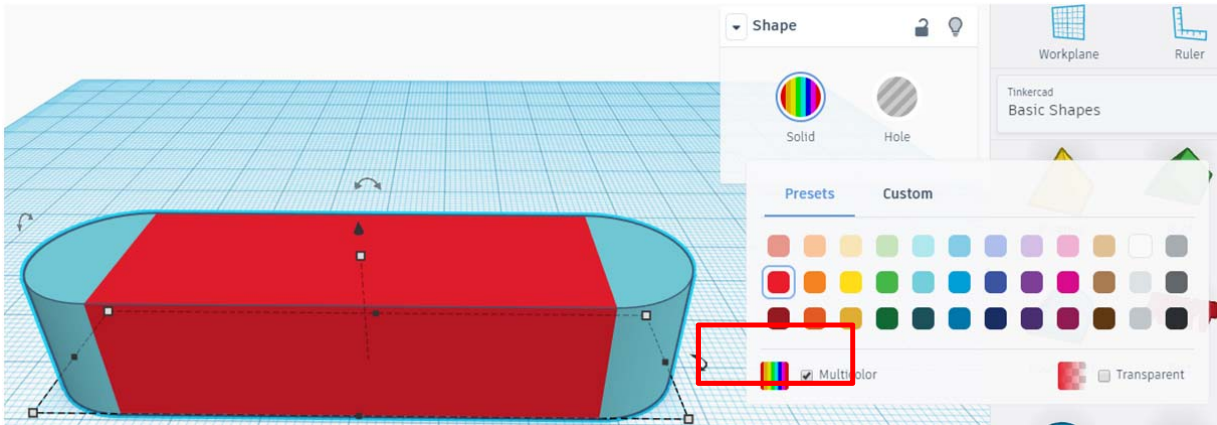 Shape
Solid
Hole
Presets
Custom
Multicolor
Transparent
Workplane
Ruler
Tinkercad
Basic Shapes